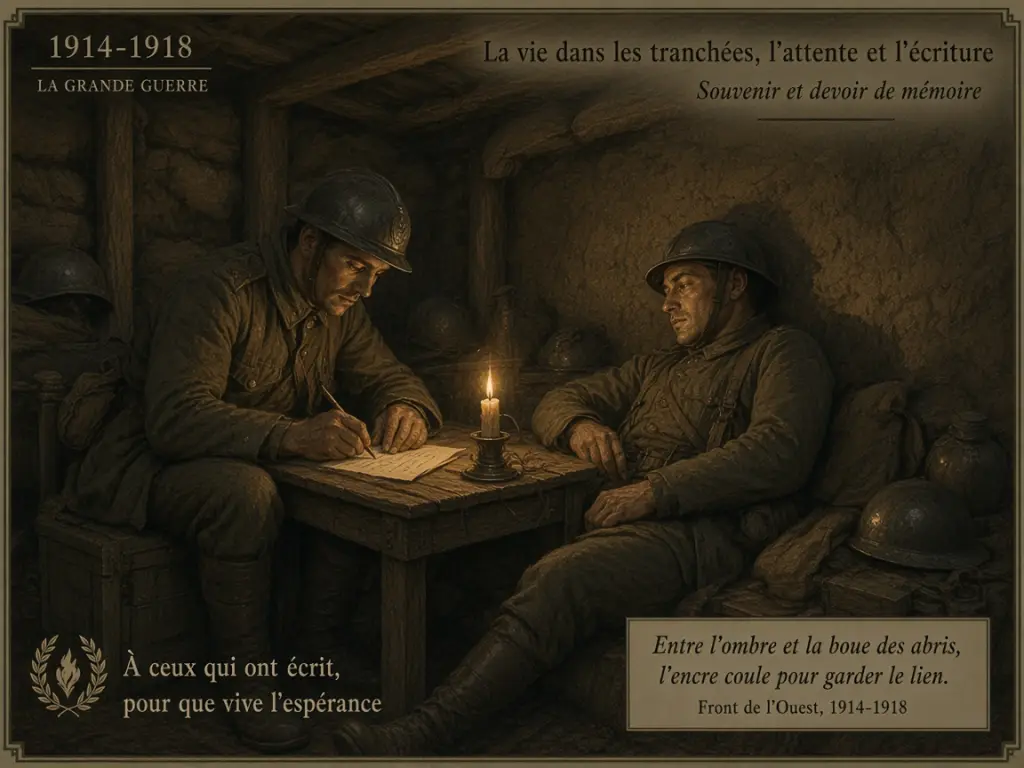 1914-1918
LA GRANDE GUERRE
La vie dans les tranchées, l'attente et l'écriture
Souvenir et devoir de mémoire
À ceux qui ont écrit,
pour que vive l'espérance
Entre l'ombre et la boue des abris,
l'encre coule pour garder le lien.
Front de l'Ouest, 1914-1918